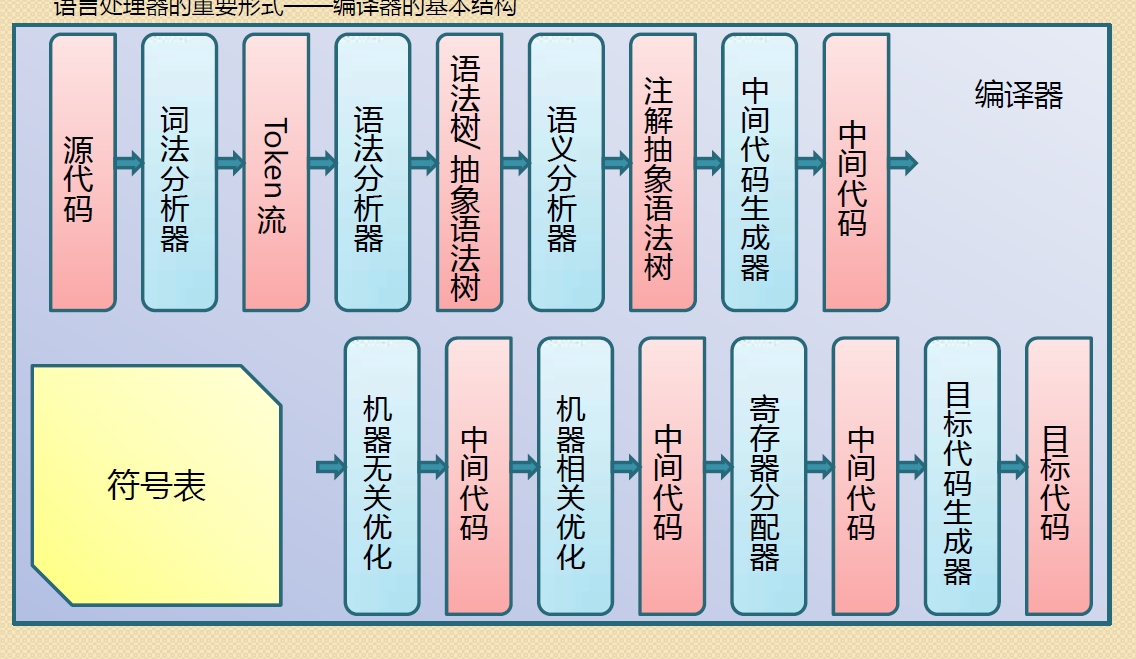 语言处理器的重要形式——编译器的基本结构
编译器
源代码
词法分析器
Token 流
语法分析器
语法树/抽象语法树
语义分析器
注解抽象语法树
中间代码生成器
中间代码
符号表
机器无关优化
中间代码
机器相关优化
中间代码
寄存器分配器
中间代码
目标代码生成器
目标代码